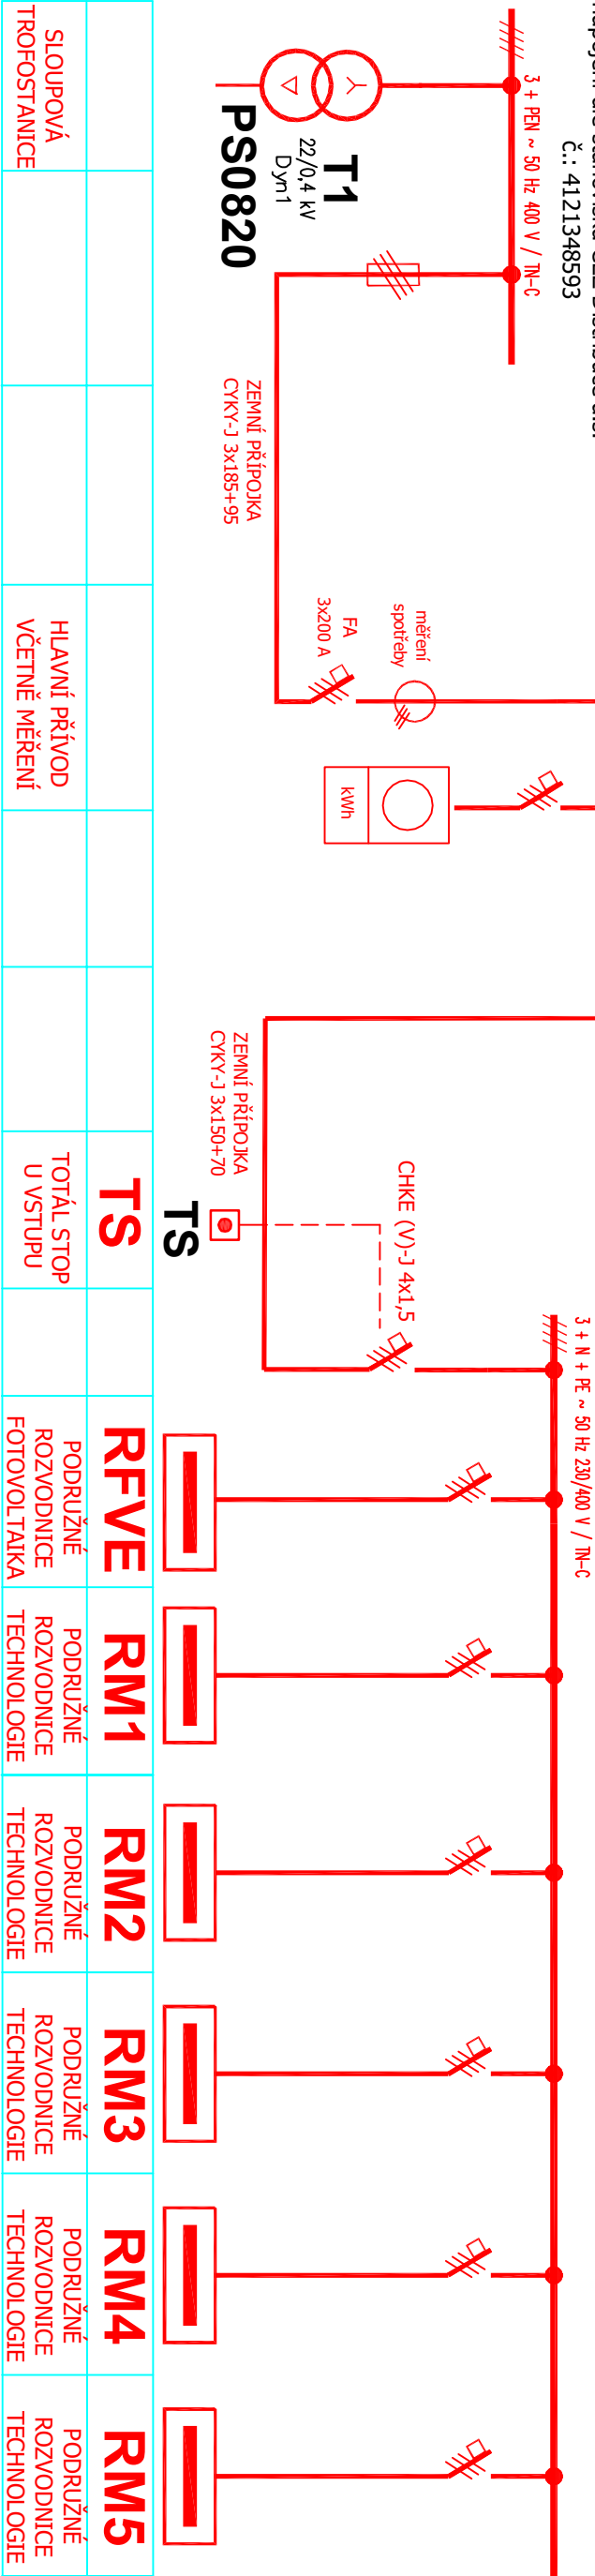 č.: 4121348593
3 + PEN ~ 50 Hz 400 V / TN-C
T1
22/0,4 kV
Dyn1
PS0820
ZEMNÍ PŘÍPOJKA
CYKY-J 3x185+95
měření
spotřeby
FA
3x200 A
kWh
ZEMNÍ PŘÍPOJKA
CYKY-J 3x150+70
CHKE (V)-J 4x1,5
TS
3 + N + PE ~ 50 Hz 230/400 V / TN-C
TS
RFVE
RM1
RM2
RM3
RM4
RM5
SLOUPOVÁ
TROFOSTANICE
HLAVNÍ PŘÍVOD
VČETNĚ MĚŘENÍ
TOTÁL STOP
U VSTUPU
PODRUŽNÉ
ROZVODNICE
FOTOVOLTAIKA
PODRUŽNÉ
ROZVODNICE
TECHNOLOGIE
PODRUŽNÉ
ROZVODNICE
TECHNOLOGIE
PODRUŽNÉ
ROZVODNICE
TECHNOLOGIE
PODRUŽNÉ
ROZVODNICE
TECHNOLOGIE
PODRUŽNÉ
ROZVODNICE
TECHNOLOGIE